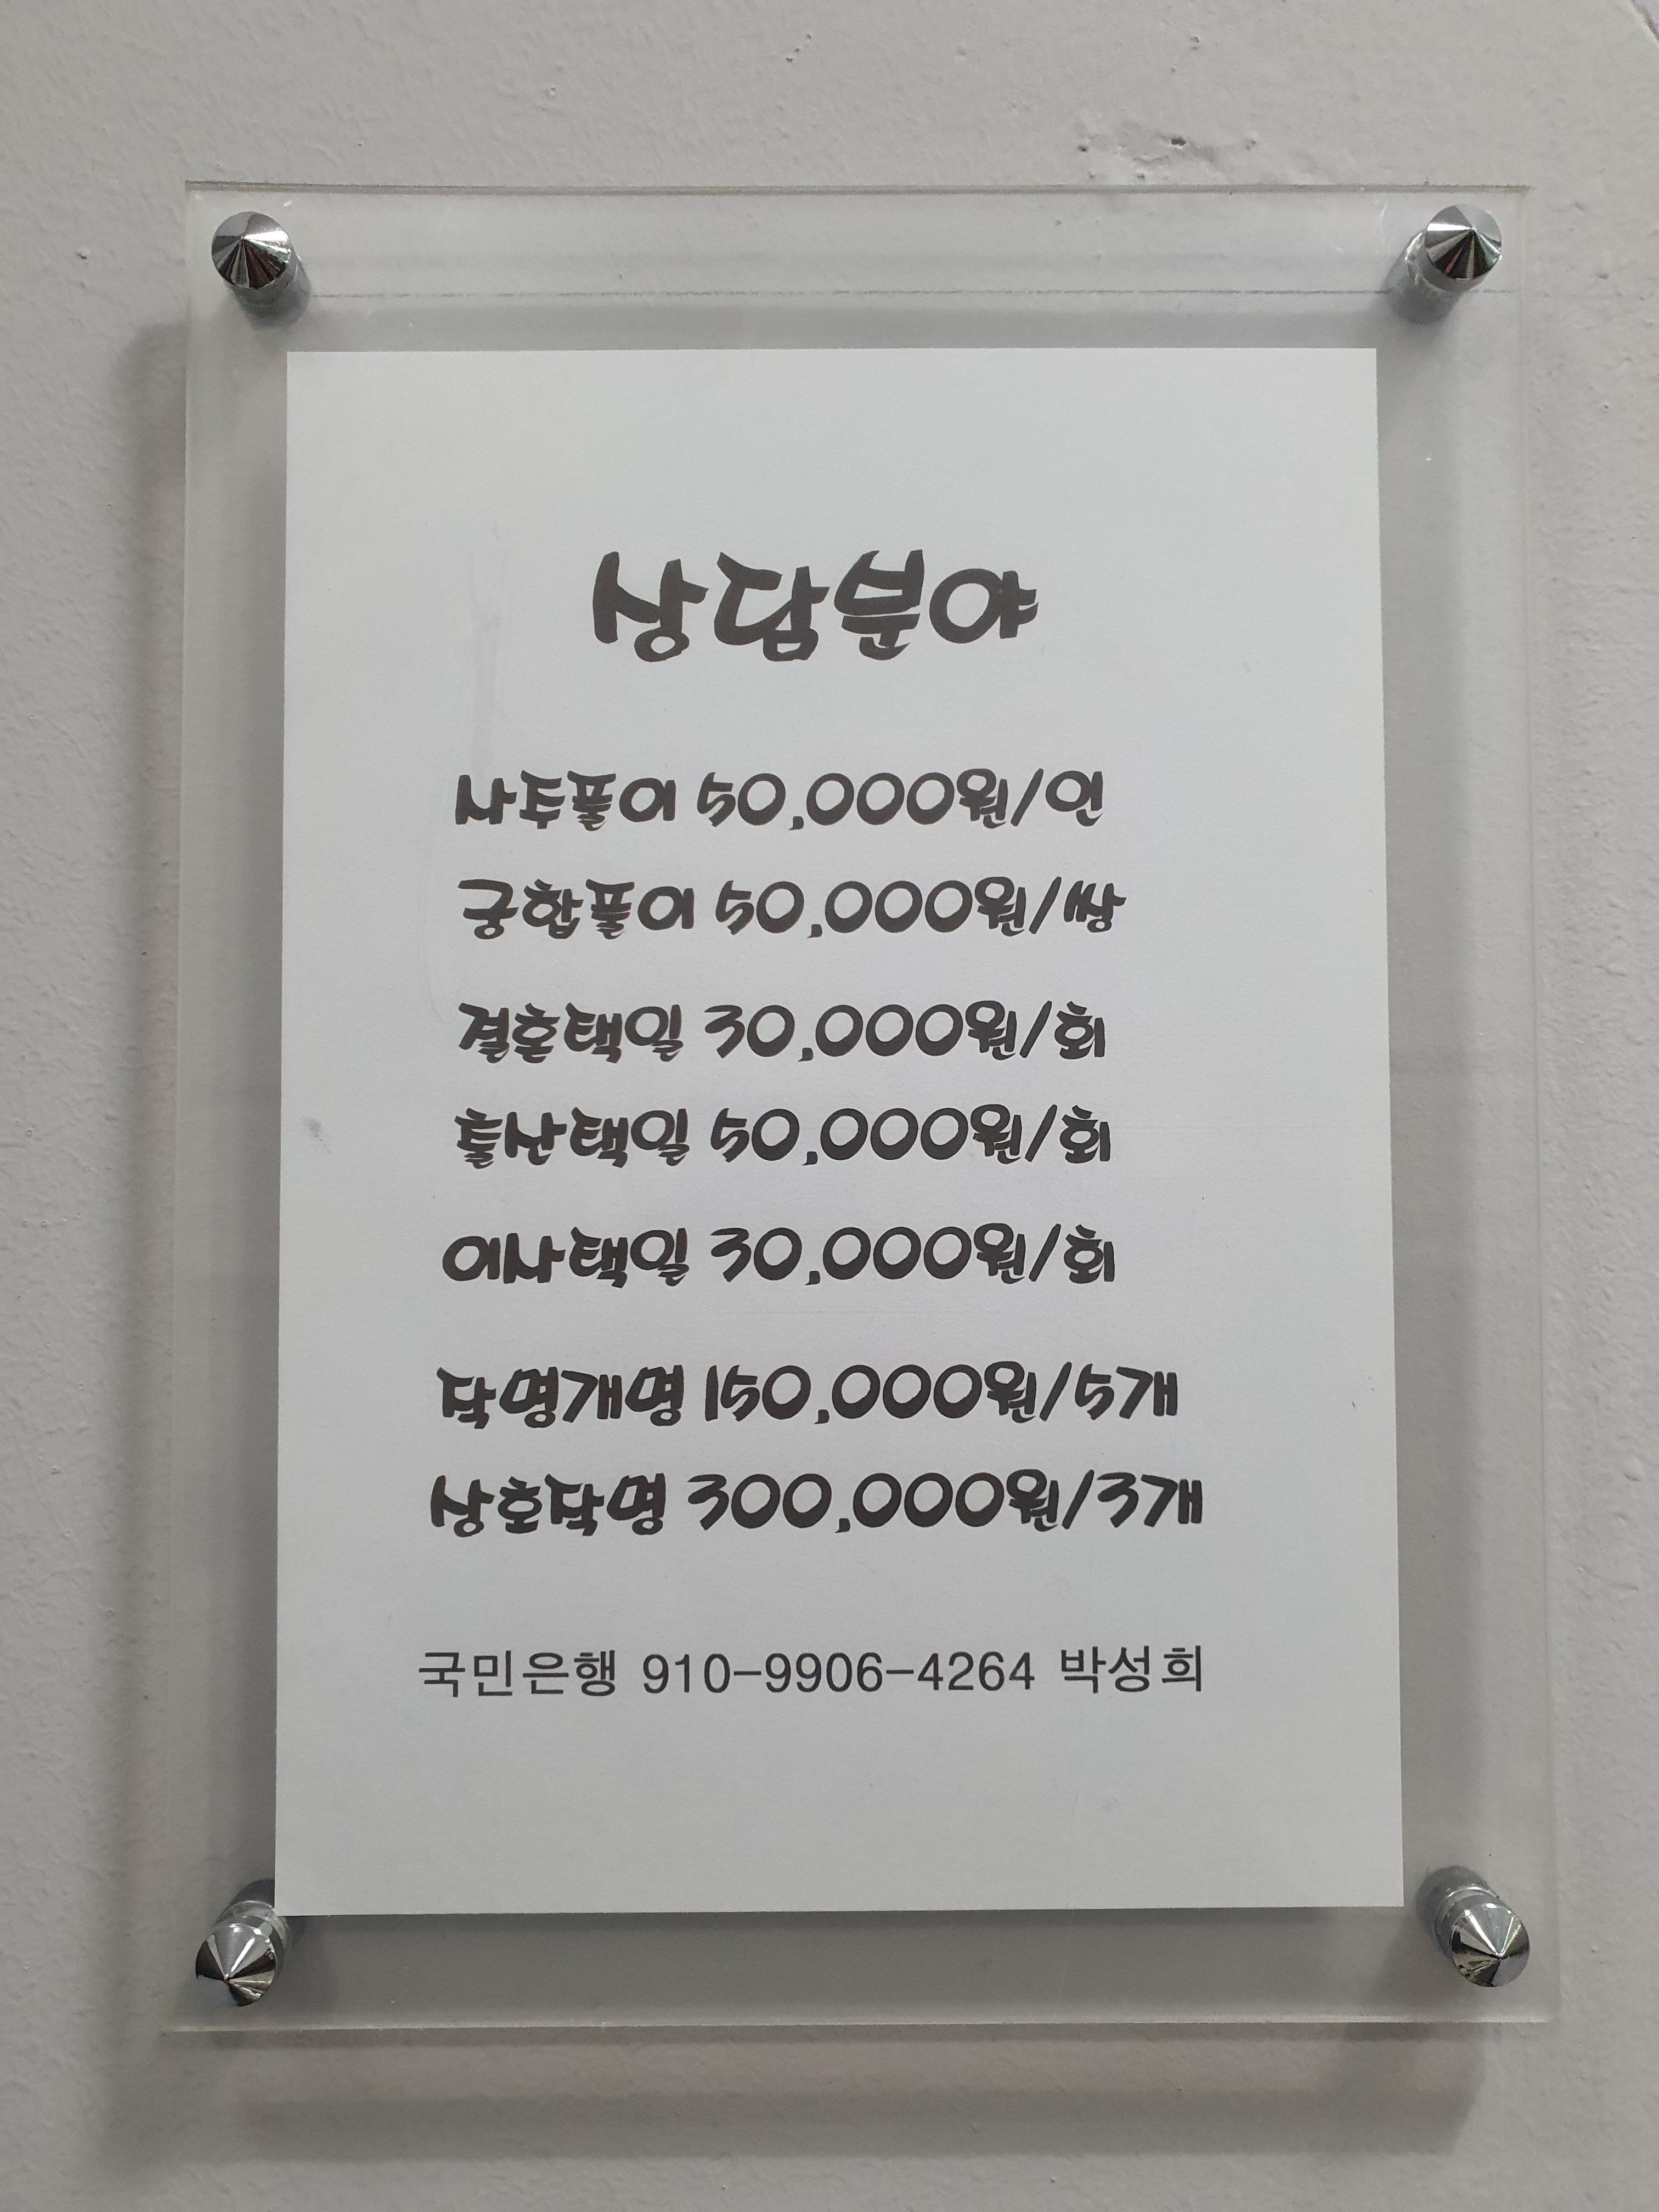 상담분야
사주풀이 50,000원/인
궁합풀이 50,000원/쌍
결혼택일 30,000원/회
출산택일 50,000원/회
이사택일 30,000원/회
작명개명 150,000원/5개
상호작명 300,000원/3개
국민은행 910-9906-4264 박성희